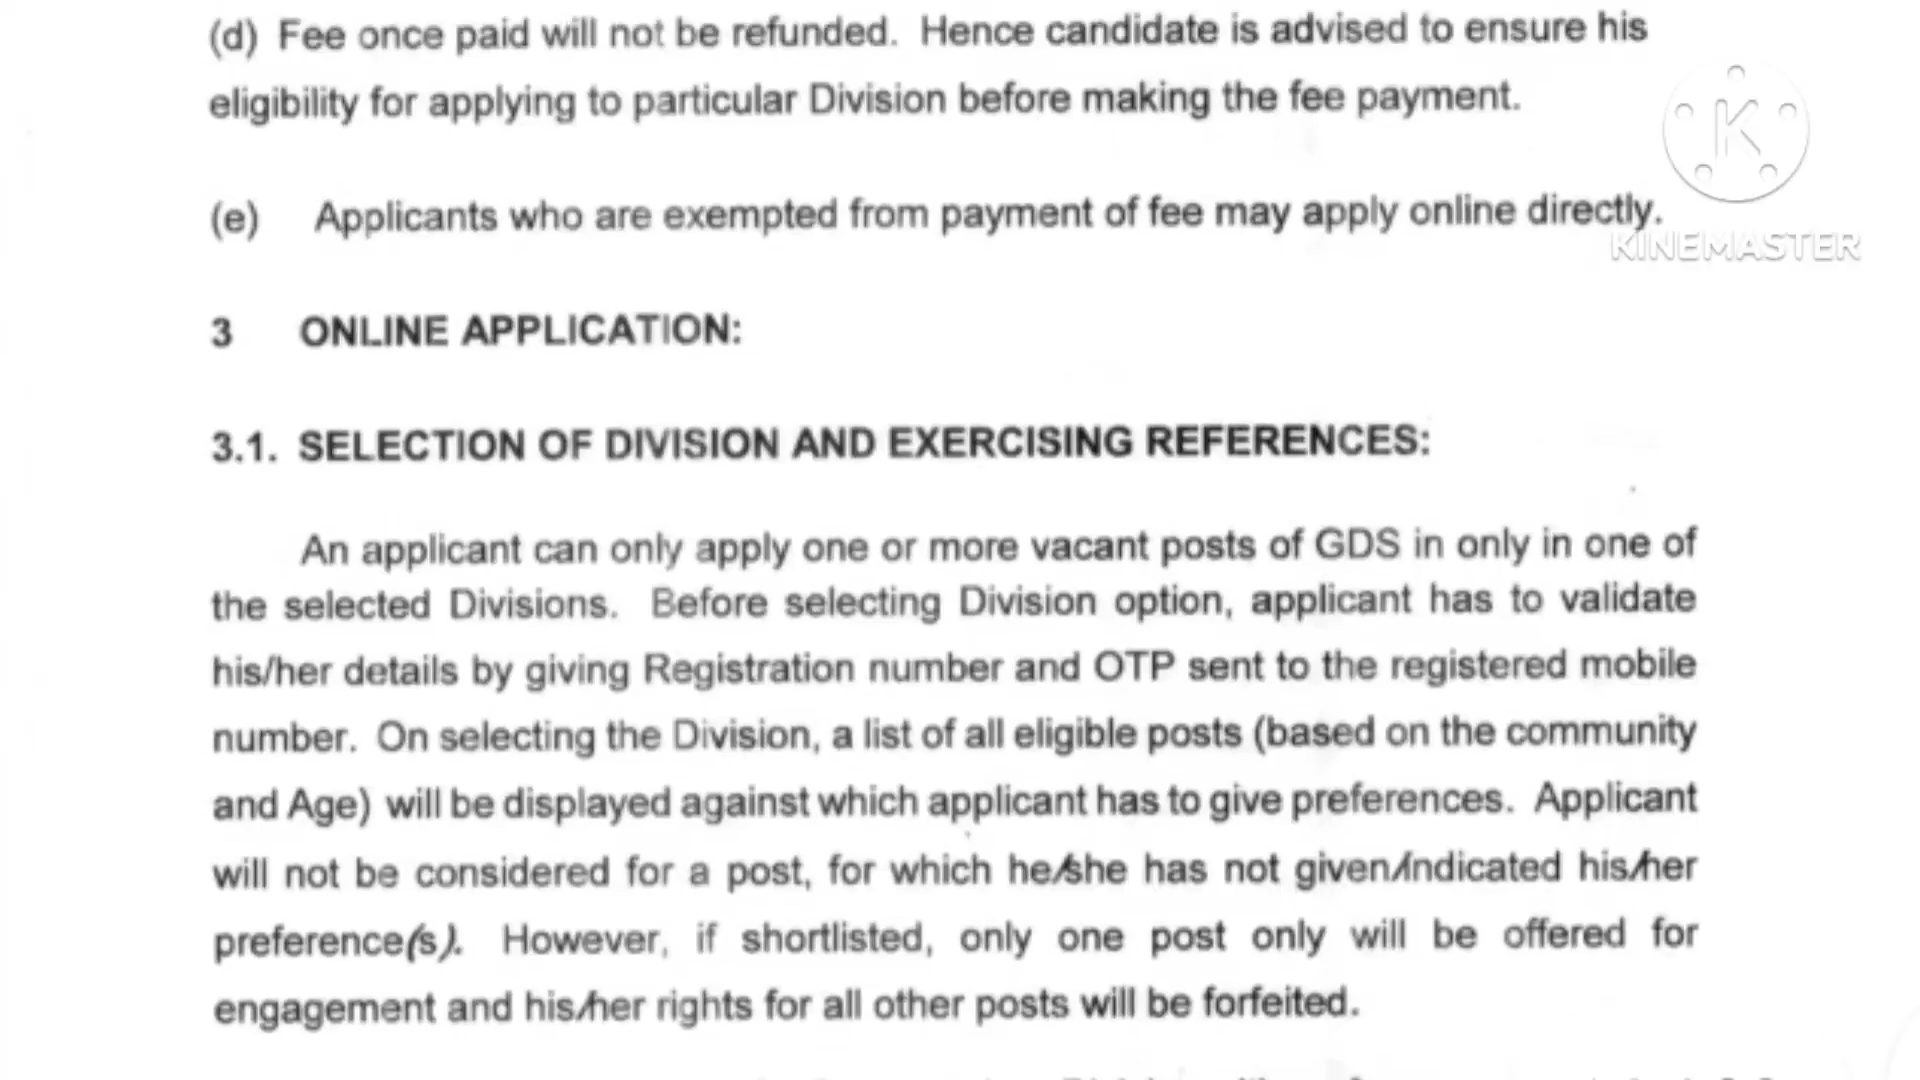 (d) Fee once paid will not be refunded. Hence candidate is advised to ensure his
eligibility for applying to particular Division before making the fee payment.
(e) Applicants who are exempted from payment of fee may apply online directly.
K
KINEMASTER
3 ONLINE APPLICATION:
3.1. SELECTION OF DIVISION AND EXERCISING REFERENCES:
An applicant can only apply one or more vacant posts of GDS in only in one of
the selected Divisions. Before selecting Division option, applicant has to validate
his/her details by giving Registration number and OTP sent to the registered mobile
number. On selecting the Division, a list of all eligible posts (based on the community
and Age) will be displayed against which applicant has to give preferences. Applicant
will not be considered for a post, for which he/she has not given/indicated his/her
preference(s). However, if shortlisted, only one post only will be offered for
engagement and his/her rights for all other posts will be forfeited.